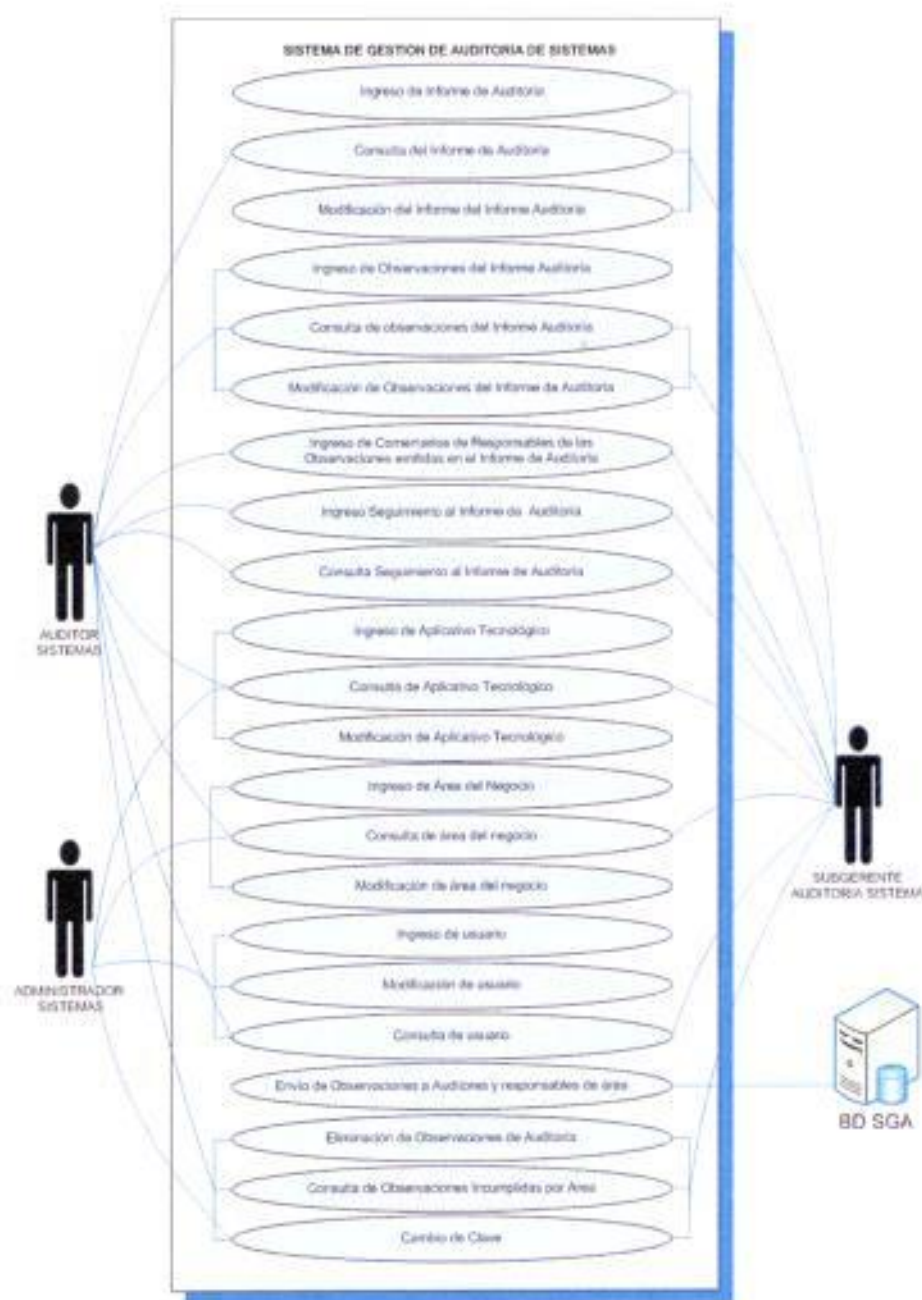 SISTEMA DE GESTIÓN DE AUDITORÍA DE SISTEMAS
Ingreso de Informe de Auditoria
Consulta del Informe de Auditoria
Modificación del Informe del Informe Auditoria
Ingreso de Observaciones del Informe Auditoria
Consulta de observaciones del Informe Auditoria
Modificación de Observaciones del Informe de Auditoria
Ingreso de Comentarios de Responsables de las
Observaciones emitidas en el Informe de Auditoria
Ingreso Seguimiento al Informe de Auditoria
Consulta Seguimiento al Informe de Auditoria
Ingreso de Aplicativo Tecnológico
Consulta de Aplicativo Tecnológico
Modificación de Aplicativo Tecnológico
Ingreso de Área del Negocio
Consulta de área del negocio
Modificación de área del negocio
Ingreso de usuario
Modificación de usuario
Consulta de usuario
Envío de Observaciones a Auditores y responsables de área
Eliminación de Observaciones de Auditoria
Consulta de Observaciones Incumplidas por Area
Cambio de Clave
AUDITOR
SISTEMAS
ADMINISTRADOR
SISTEMAS
SUBGERENTE
AUDITORIA SISTEMA
BD SGA